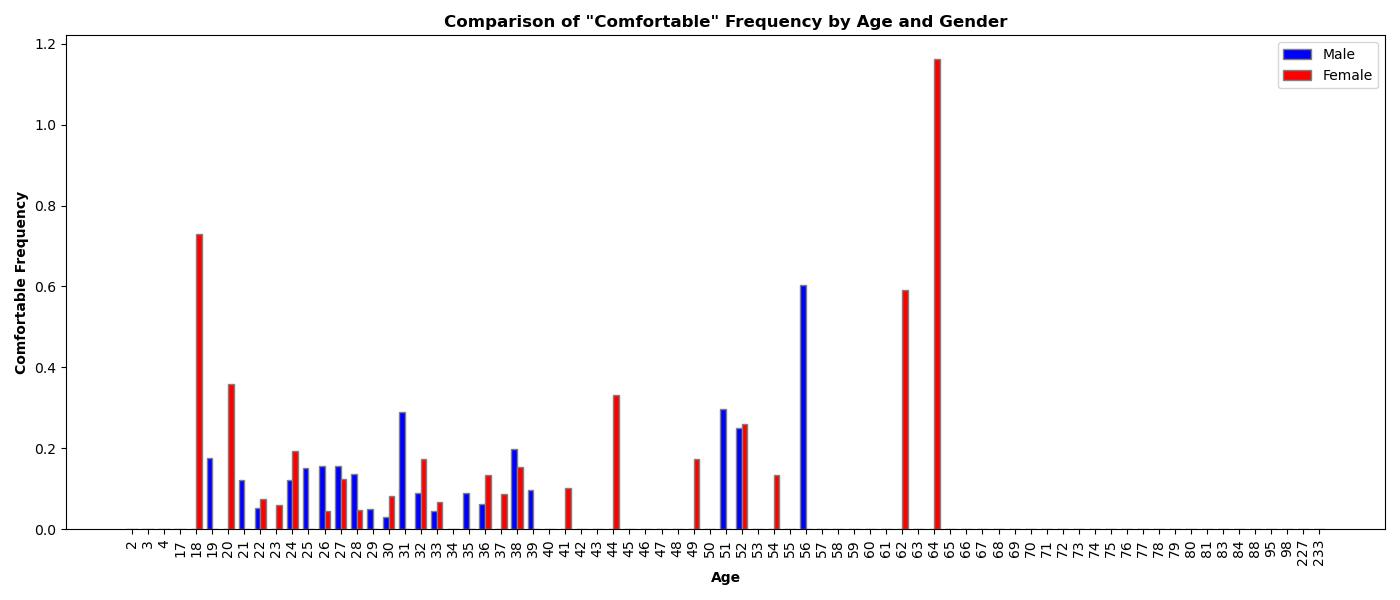 Comparison of "Comfortable" Frequency by Age and Gender
Male
Female
Comfortable Frequency
1.2
1.0
0.8
0.6
0.4
0.2
0.0
2 3 4 17 18 19 20 21 22 23 24 25 26 27 28 29 30 31 32 33 34 35 36 37 38 39 40 41 42 43 44 45 46 47 48 49 50 51 52 53 54 55 56 57 58 59 60 61 62 63 64 65 66 67 68 69 70 71 72 73 74 75 76 77 78 79 80 81 83 84 88 95 98 227 233
Age